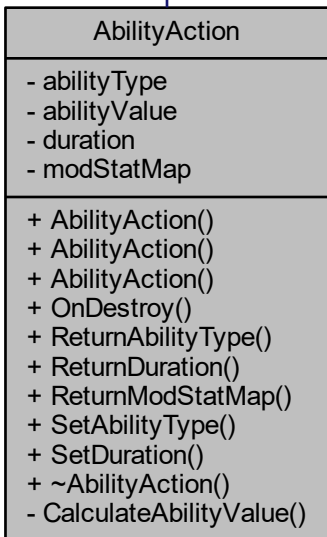 AbilityAction
- abilityType
- abilityValue
- duration
- modStatMap
+ AbilityAction()
+ AbilityAction()
+ AbilityAction()
+ OnDestroy()
+ ReturnAbilityType()
+ ReturnDuration()
+ ReturnModStatMap()
+ SetAbilityType()
+ SetDuration()
+ ~AbilityAction()
- CalculateAbilityValue()